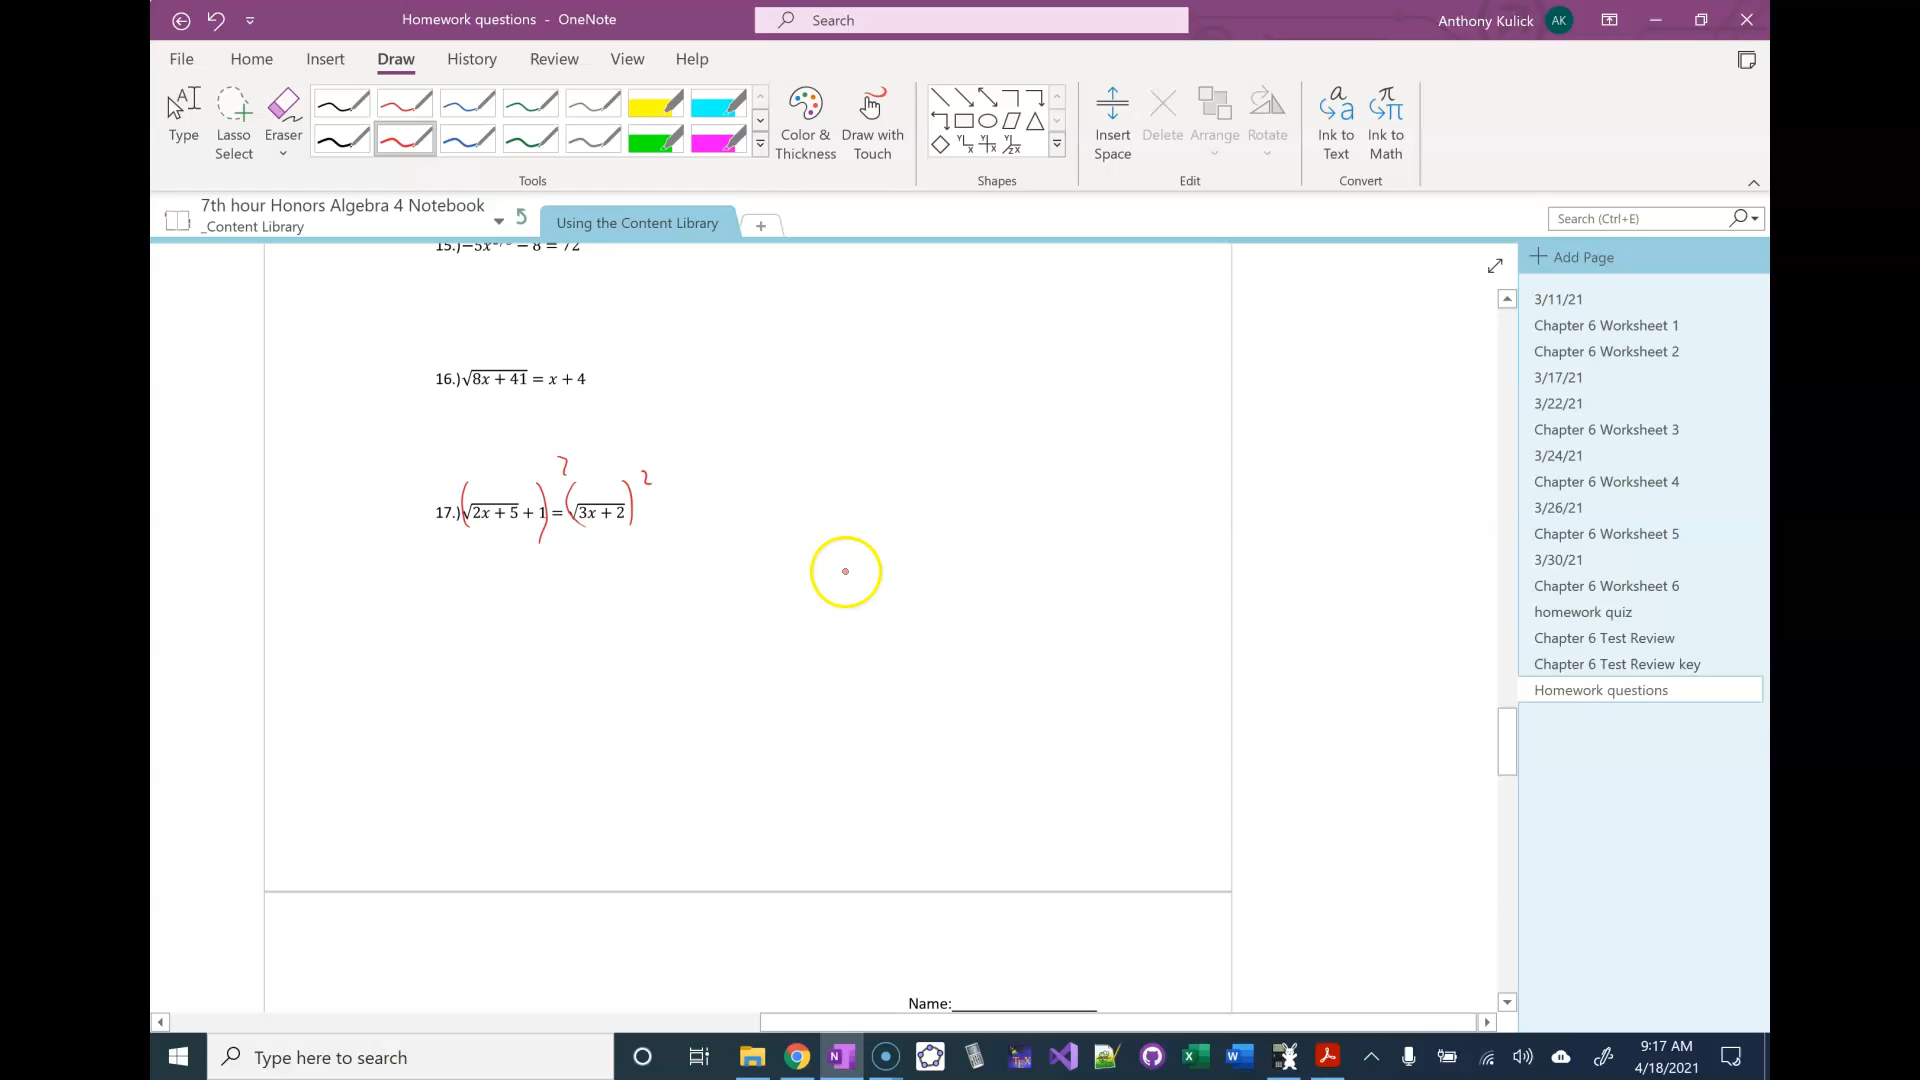 Homework questions - OneNote
Search
Anthony Kulick
AK
File Home Insert Draw History Review View Help
Type
Lasso Select
Eraser
Color & Thickness
Draw with Touch
Insert Space
Delete
Arrange
Rotate
Ink to Text
Ink to Math
Tools
Shapes
Edit
Convert
7th hour Honors Algebra 4 Notebook
_Content Library
Using the Content Library
Search (Ctrl+E)
Add Page
3/11/21
Chapter 6 Worksheet 1
Chapter 6 Worksheet 2
3/17/21
3/22/21
Chapter 6 Worksheet 3
3/24/21
Chapter 6 Worksheet 4
3/26/21
Chapter 6 Worksheet 5
3/30/21
Chapter 6 Worksheet 6
homework quiz
Chapter 6 Test Review
Chapter 6 Test Review key
Homework questions
16.)√8x + 41 = x + 4
17.)(√2x + 5 + 1)² = (√3x + 2)²
Name:
Type here to search
9:17 AM
4/18/2021